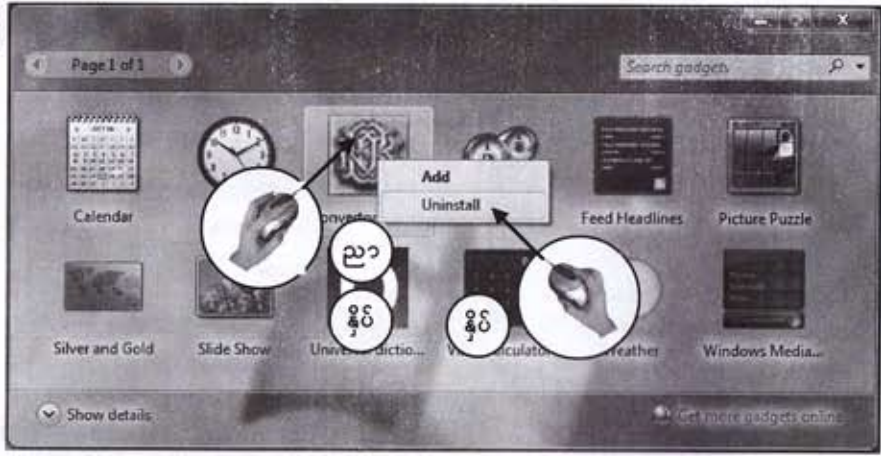 Page 1 of 1
Search gadgets
Calendar
Add
Uninstall
Feed Headlines
Picture Puzzle
ညာ
နှိပ်
နှိပ်
Silver and Gold
Slide Show
Windows Media...
Show details
Get more gadgets online